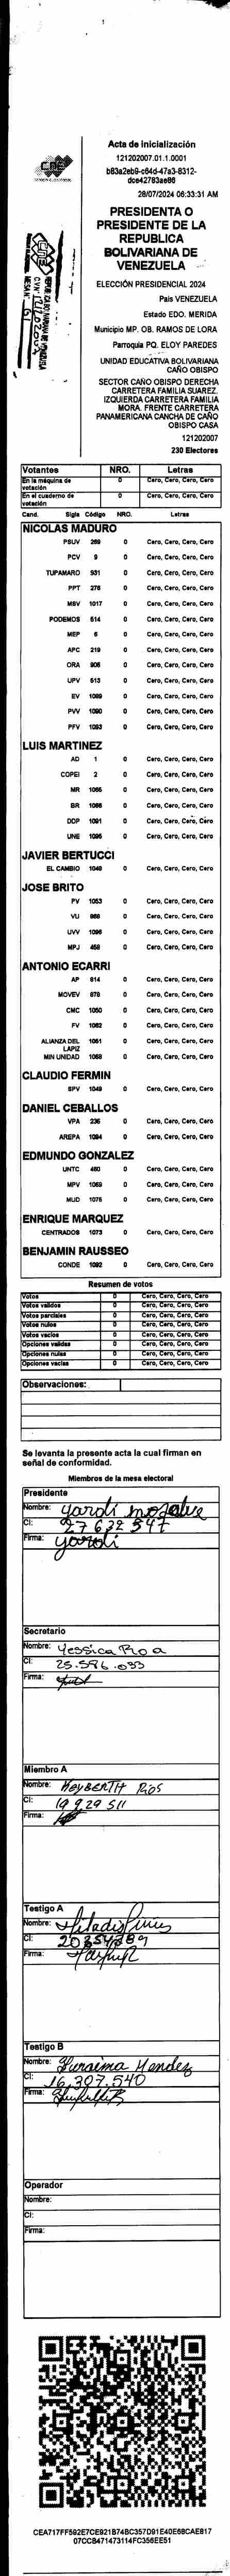 CNE
Acta de Inicialización
121202007.01.1.0001
b83a2eb9-c64d-47a3-8312-
dce42783ae86
28/07/2024 06:33:31 AM
PRESIDENTA O
PRESIDENTE DE LA
REPUBLICA
BOLIVARIANA DE
VENEZUELA
ELECCIÓN PRESIDENCIAL 2024
País VENEZUELA
Estado EDO. MERIDA
Municipio MP. OB. RAMOS DE LORA
Parroquia PQ. ELOY PAREDES
UNIDAD EDUCATIVA BOLIVARIANA
CAÑO OBISPO
SECTOR CAÑO OBISPO DERECHA
CARRETERA FAMILIA SUAREZ.
IZQUIERDA CARRETERA FAMILIA
MORA. FRENTE CARRETERA
PANAMERICANA CANCHA DE CAÑO
OBISPO CASA
121202007
230 Electores
Votantes NRO. Letras
En la máquina de votación 0 Cero, Cero, Cero, Cero
En el cuaderno de votación 0 Cero, Cero, Cero, Cero
Cand. Sigla Código NRO. Letras
NICOLAS MADURO
PSUV 269 0 Cero, Cero, Cero, Cero
PCV 9 0 Cero, Cero, Cero, Cero
TUPAMARO 931 0 Cero, Cero, Cero, Cero
PPT 275 0 Cero, Cero, Cero, Cero
MSV 1017 0 Cero, Cero, Cero, Cero
PODEMOS 514 0 Cero, Cero, Cero, Cero
MEP 6 0 Cero, Cero, Cero, Cero
APC 219 0 Cero, Cero, Cero, Cero
ORA 906 0 Cero, Cero, Cero, Cero
UPV 513 0 Cero, Cero, Cero, Cero
EV 1089 0 Cero, Cero, Cero, Cero
PVV 1090 0 Cero, Cero, Cero, Cero
PFV 1093 0 Cero, Cero, Cero, Cero
LUIS MARTINEZ
AD 1 0 Cero, Cero, Cero, Cero
COPEI 2 0 Cero, Cero, Cero, Cero
MR 1065 0 Cero, Cero, Cero, Cero
BR 1066 0 Cero, Cero, Cero, Cero
DDP 1091 0 Cero, Cero, Cero, Cero
UNE 1095 0 Cero, Cero, Cero, Cero
JAVIER BERTUCCI
EL CAMBIO 1048 0 Cero, Cero, Cero, Cero
JOSE BRITO
PV 1053 0 Cero, Cero, Cero, Cero
VU 969 0 Cero, Cero, Cero, Cero
UVV 1096 0 Cero, Cero, Cero, Cero
MPJ 458 0 Cero, Cero, Cero, Cero
ANTONIO ECARRI
AP 814 0 Cero, Cero, Cero, Cero
MOVEV 879 0 Cero, Cero, Cero, Cero
CMC 1050 0 Cero, Cero, Cero, Cero
FV 1062 0 Cero, Cero, Cero, Cero
ALIANZA DEL LAPIZ 1051 0 Cero, Cero, Cero, Cero
MIN UNIDAD 1068 0 Cero, Cero, Cero, Cero
CLAUDIO FERMIN
SPV 1049 0 Cero, Cero, Cero, Cero
DANIEL CEBALLOS
VPA 236 0 Cero, Cero, Cero, Cero
AREPA 1094 0 Cero, Cero, Cero, Cero
EDMUNDO GONZALEZ
UNTC 460 0 Cero, Cero, Cero, Cero
MPV 1069 0 Cero, Cero, Cero, Cero
MUD 1075 0 Cero, Cero, Cero, Cero
ENRIQUE MARQUEZ
CENTRADOS 1073 0 Cero, Cero, Cero, Cero
BENJAMIN RAUSSEO
CONDE 1092 0 Cero, Cero, Cero, Cero
Resumen de votos
Votos 0 Cero, Cero, Cero, Cero
Votos validos 0 Cero, Cero, Cero, Cero
Votos parciales 0 Cero, Cero, Cero, Cero
Votos nulos 0 Cero, Cero, Cero, Cero
Votos vacios 0 Cero, Cero, Cero, Cero
Opciones validas 0 Cero, Cero, Cero, Cero
Opciones nulas 0 Cero, Cero, Cero, Cero
Opciones vacias 0 Cero, Cero, Cero, Cero
Observaciones:
Se levanta la presente acta la cual firman en
señal de conformidad.
Miembros de la mesa electoral
Presidente
Nombre: Yaroli
CI: 27 632 547
Firma: Yaroli
Secretario
Nombre: Yessica Roa
CI: 25.596.033
Firma:
Miembro A
Nombre: Heyberth Rios
CI: 19 929 511
Firma:
Testigo A
Nombre:
CI: 20354389
Firma:
Testigo B
Nombre: Yuraima Mendez
CI: 16.307.540
Firma:
Operador
Nombre:
CI:
Firma:
CEA717FF592E7CE921B74BC357D91E40E68CAE817
07CCB471473114FC356EE51